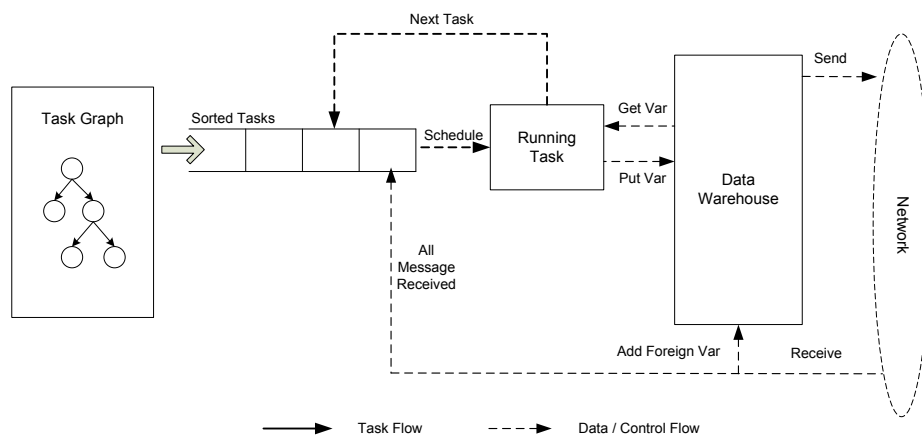 Next Task
Send
Task Graph
Sorted Tasks
Schedule
Running
Task
Get Var
Put Var
Data
Warehouse
Network
All
Message
Received
Add Foreign Var
Receive
Task Flow
Data / Control Flow